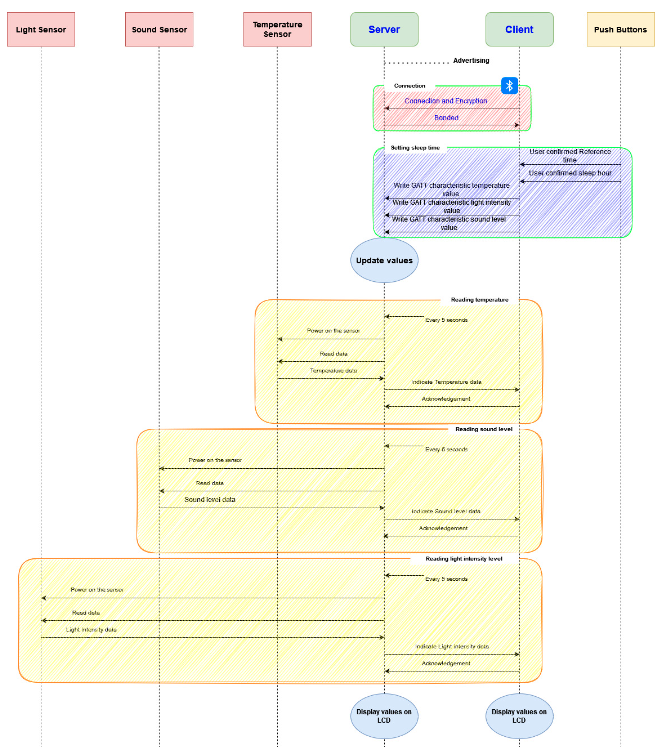 Light Sensor
Sound Sensor
Temperature
Sensor
Server
Client
Push Buttons
Advertising
Connection
Connection and Encryption
Bonded
Setting sleep time
User confirmed Reference
time
User confirmed sleep hour
Write GATT characteristic temperature
value
Write GATT characteristic light intensity
value
Write GATT characteristic sound level
value
Update values
Reading temperature
Every 5 seconds
Power on the sensor
Read data
Temperature data
Indicate Temperature data
Acknowledgement
Reading sound level
Every 6 seconds
Power on the sensor
Read data
Sound level data
Indicate Sound level data
Acknowledgement
Reading light intensity level
Every 5 seconds
Power on the sensor
Read data
Light Intensity data
Indicate Light Intensity data
Acknowledgement
Display values on
LCD
Display values on
LCD